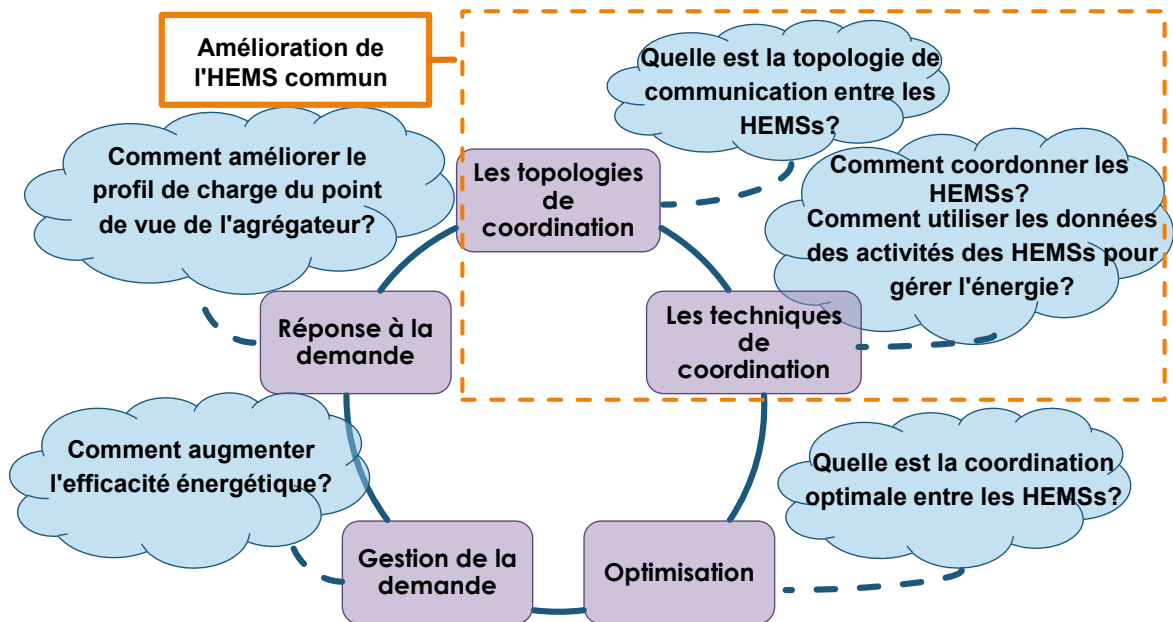 Amélioration de
l'HEMS commun
Quelle est la topologie de
communication entre les
HEMSs?
Comment améliorer le
profil de charge du point
de vue de l'agrégateur?
Les topologies
de
coordination
Comment coordonner les
HEMSs?
Comment utiliser les données
des activités des HEMSs pour
gérer l'énergie?
Réponse à la
demande
Les techniques
de
coordination
Comment augmenter
l'efficacité énergétique?
Quelle est la coordination
optimale entre les HEMSs?
Gestion de la
demande
Optimisation